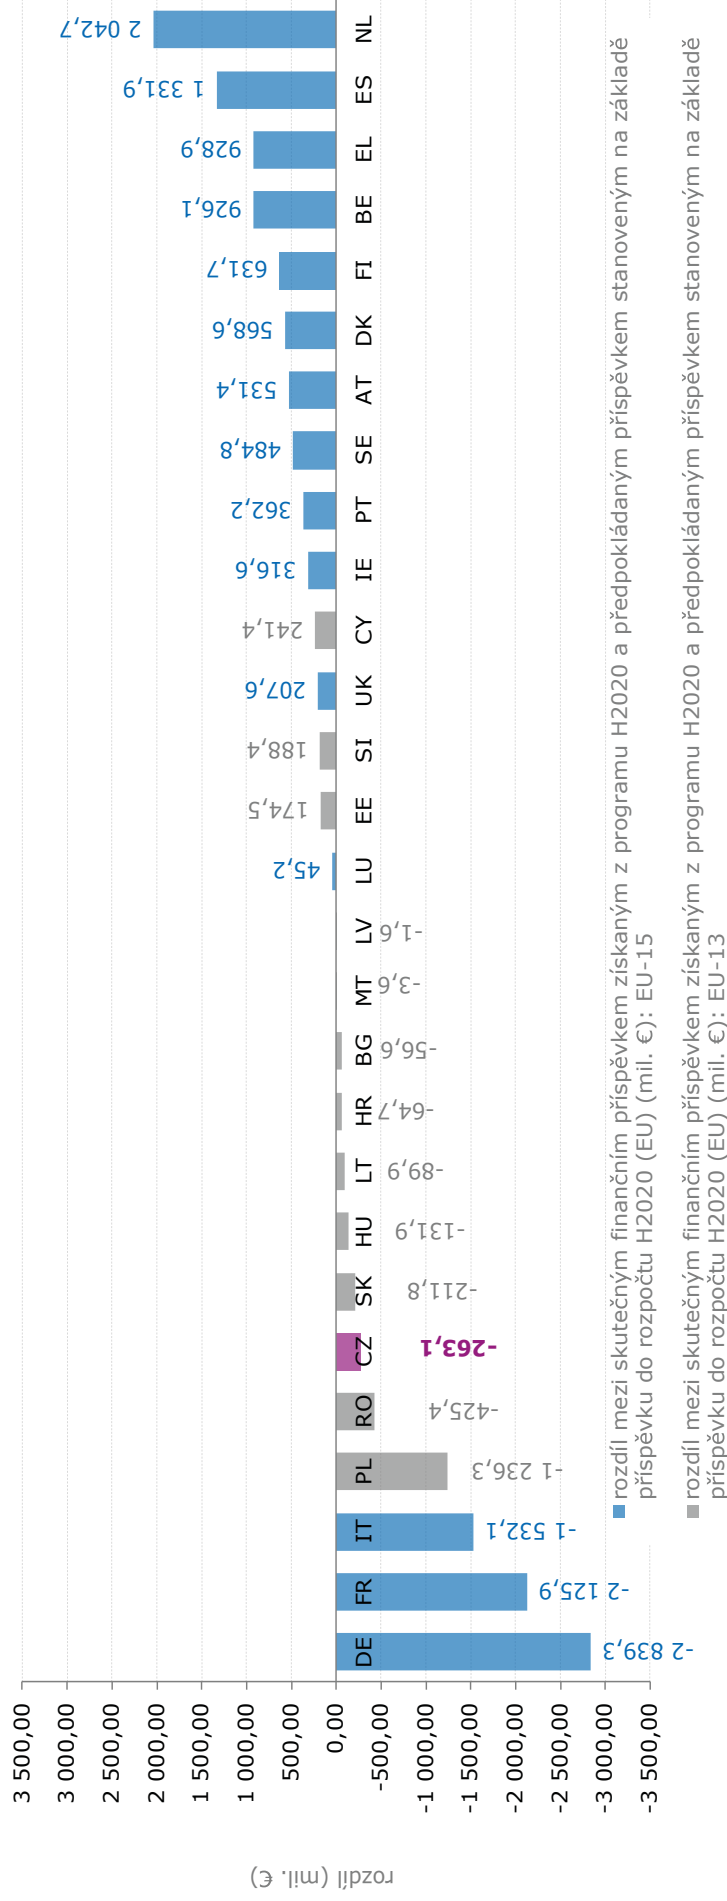 rozdíl (mil. €)
3 500,00
3 000,00
2 500,00
2 000,00
1 500,00
1 000,00
500,00
0,00
-500,00
-1 000,00
-1 500,00
-2 000,00
-2 500,00
-3 000,00
-3 500,00
DE
FR
IT
PL
RO
CZ
SK
HU
LT
HR
BG
MT
LV
LU
EE
SI
UK
CY
IE
PT
SE
AT
DK
FI
BE
EL
ES
NL
-2 839,3
-2 125,9
-1 532,1
-1 236,3
-425,4
-263,1
-211,8
-131,9
-89,9
-64,7
-56,6
-3,6
-1,6
45,2
174,5
188,4
207,6
241,4
316,6
362,2
484,8
531,4
568,6
631,7
926,1
928,9
1 331,9
2 042,7
rozdíl mezi skutečným finančním příspěvkem získaným z programu H2020 a předpokládaným příspěvkem stanoveným na základě
příspěvku do rozpočtu H2020 (EU) (mil. €): EU-15
rozdíl mezi skutečným finančním příspěvkem získaným z programu H2020 a předpokládaným příspěvkem stanoveným na základě
příspěvku do rozpočtu H2020 (EU) (mil. €): EU-13